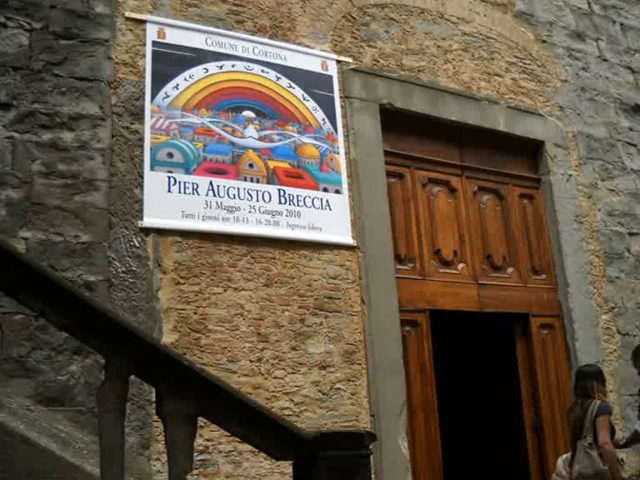 Comune di Cortona
Pier Augusto Breccia
31 Maggio - 25 Giugno 2010
Tutti i giorni ore 10-13 - 16-20.00 - Ingresso libero